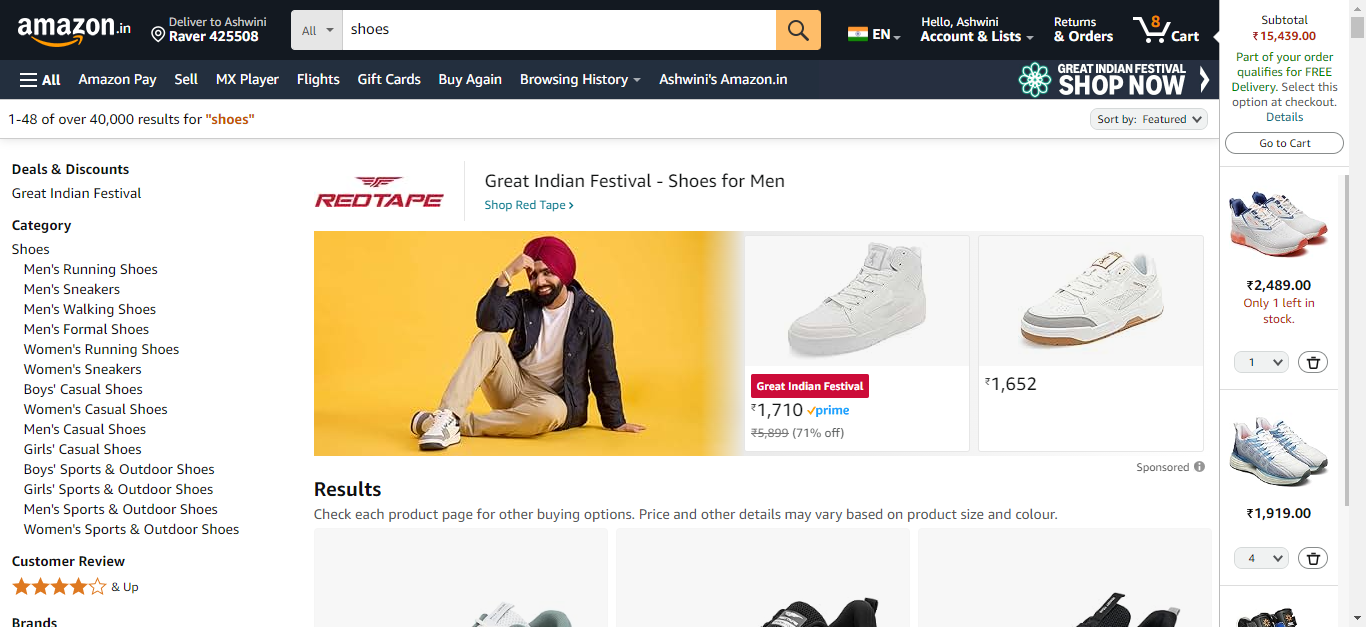 amazon.in
Deliver to Ashwini
Raver 425508
All
shoes
EN
Hello, Ashwini
Account & Lists
Returns
& Orders
8
Cart
All
Amazon Pay
Sell
MX Player
Flights
Gift Cards
Buy Again
Browsing History
Ashwini's Amazon.in
GREAT INDIAN FESTIVAL
SHOP NOW
1-48 of over 40,000 results for "shoes"
Sort by: Featured
Deals & Discounts
Great Indian Festival
Category
Shoes
Men's Running Shoes
Men's Sneakers
Men's Walking Shoes
Men's Formal Shoes
Women's Running Shoes
Women's Sneakers
Boys' Casual Shoes
Women's Casual Shoes
Men's Casual Shoes
Girls' Casual Shoes
Boys' Sports & Outdoor Shoes
Girls' Sports & Outdoor Shoes
Men's Sports & Outdoor Shoes
Women's Sports & Outdoor Shoes
Customer Review
& Up
Brands
REDTAPE
Great Indian Festival - Shoes for Men
Shop Red Tape
Great Indian Festival
₹1,710 prime
₹5,899 (71% off)
₹1,652
Sponsored
Results
Check each product page for other buying options. Price and other details may vary based on product size and colour.
Subtotal
₹15,439.00
Part of your order
qualifies for FREE
Delivery. Select this
option at checkout.
Details
Go to Cart
₹2,489.00
Only 1 left in
stock.
1
₹1,919.00
4